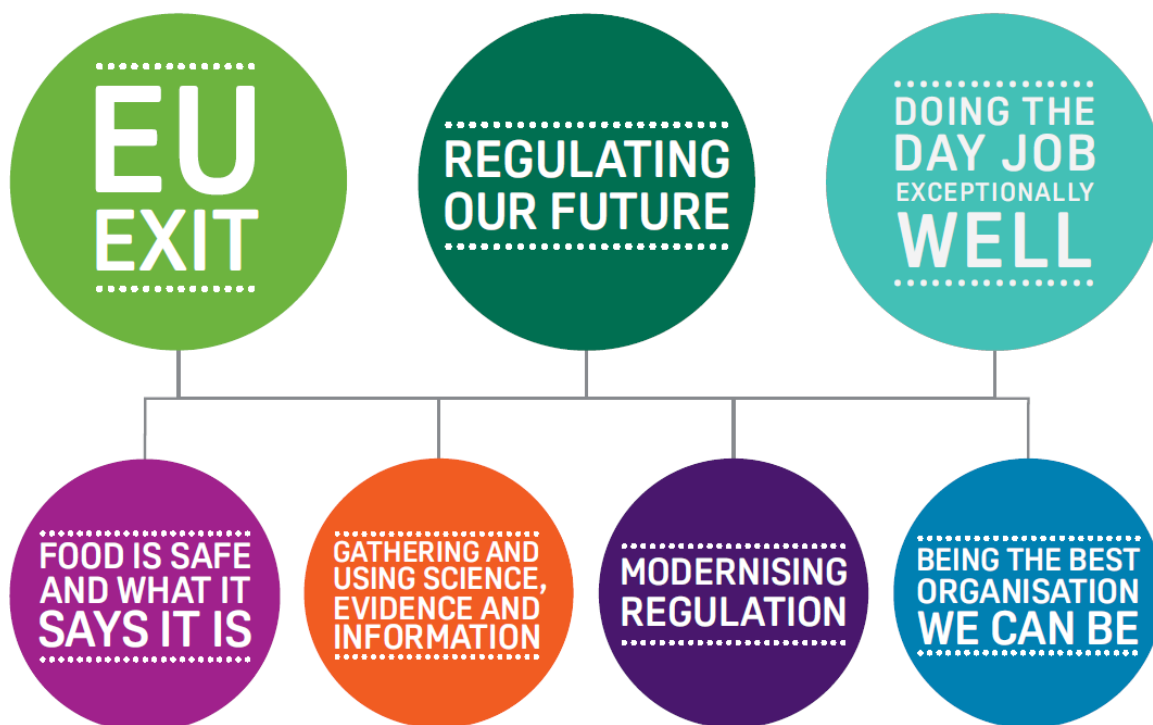 EU
EXIT
REGULATING
OUR FUTURE
DOING THE
DAY JOB
EXCEPTIONALLY
WELL
FOOD IS SAFE
AND WHAT IT
SAYS IT IS
GATHERING AND
USING SCIENCE,
EVIDENCE AND
INFORMATION
MODERNISING
REGULATION
BEING THE BEST
ORGANISATION
WE CAN BE